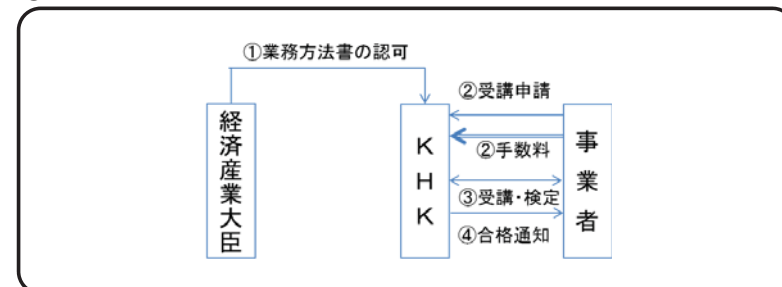 ①業務方法書の認可
②受講申請
経済産業大臣
KHK
②手数料
事業者
③受講・検定
④合格通知